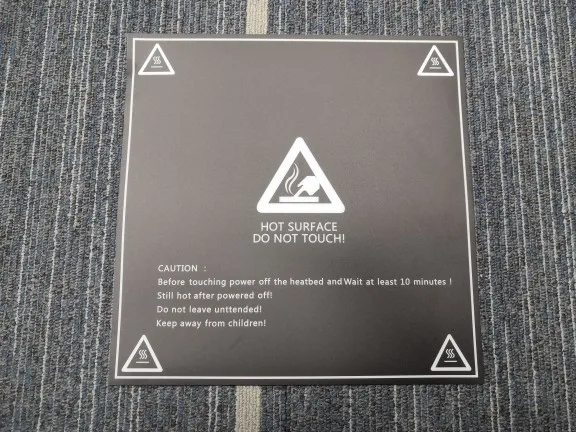 HOT SURFACE
DO NOT TOUCH!
CAUTION :
Before touching power off the heatbed and Wait at least 10 minutes !
Still hot after powered off!
Do not leave unttended!
Keep away from children!